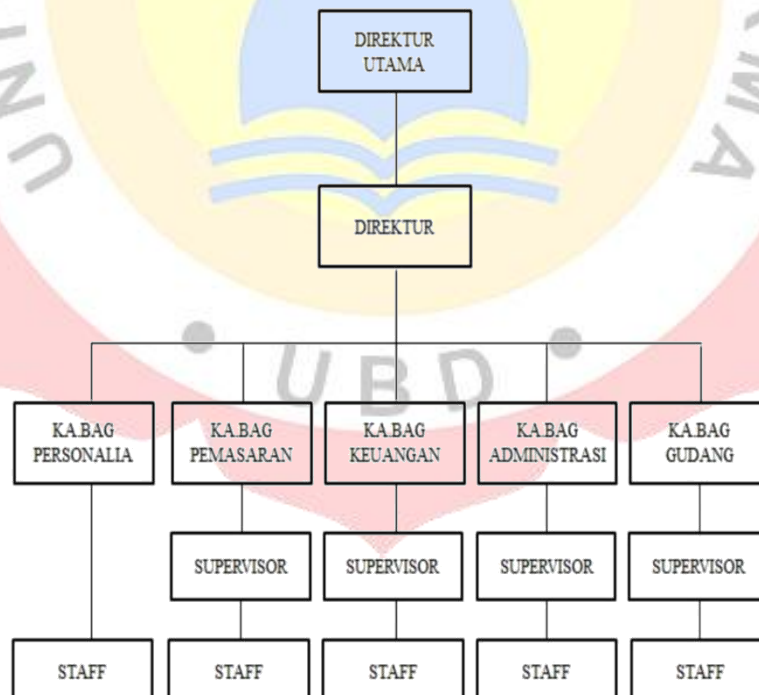 DIREKTUR
UTAMA
DIREKTUR
UBD
KA.BAG
PERSONALIA
KA.BAG
PEMASARAN
KA.BAG
KEUANGAN
KA.BAG
ADMINISTRASI
KA.BAG
GUDANG
SUPERVISOR
SUPERVISOR
SUPERVISOR
SUPERVISOR
STAFF
STAFF
STAFF
STAFF
STAFF